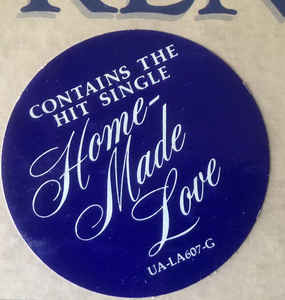 CONTAINS THE
HIT SINGLE
Home-
Made
Love
UA-LA607-G